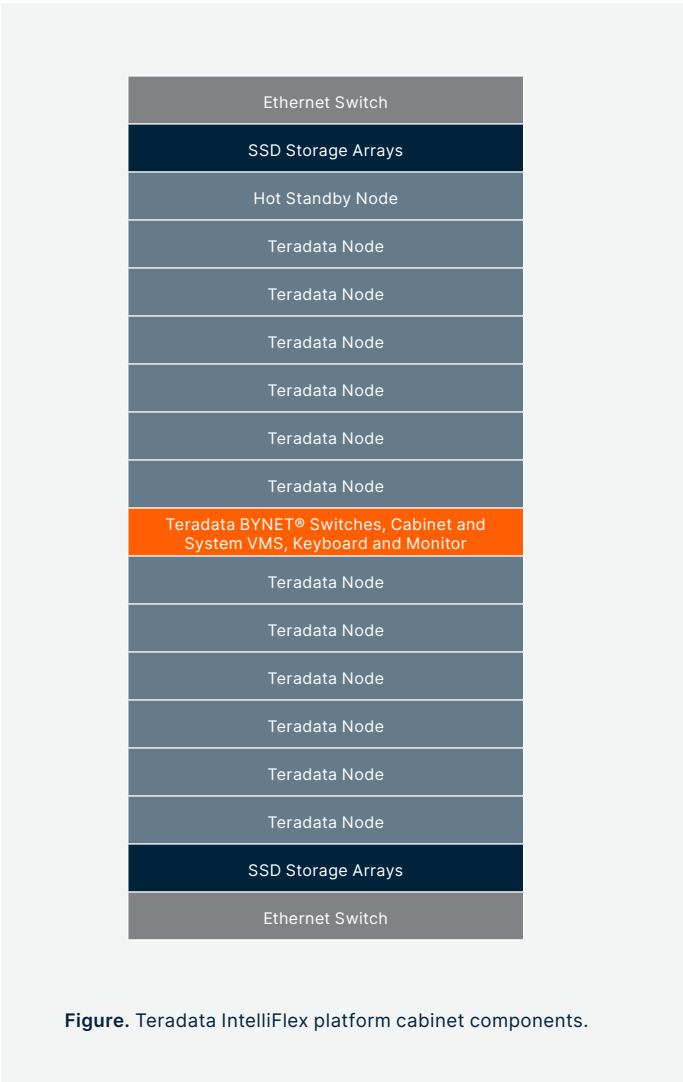 Ethernet Switch
SSD Storage Arrays
Hot Standby Node
Teradata Node
Teradata Node
Teradata Node
Teradata Node
Teradata Node
Teradata Node
Teradata BYNET® Switches, Cabinet and
System VMS, Keyboard and Monitor
Teradata Node
Teradata Node
Teradata Node
Teradata Node
Teradata Node
Teradata Node
SSD Storage Arrays
Ethernet Switch
Figure. Teradata IntelliFlex platform cabinet components.